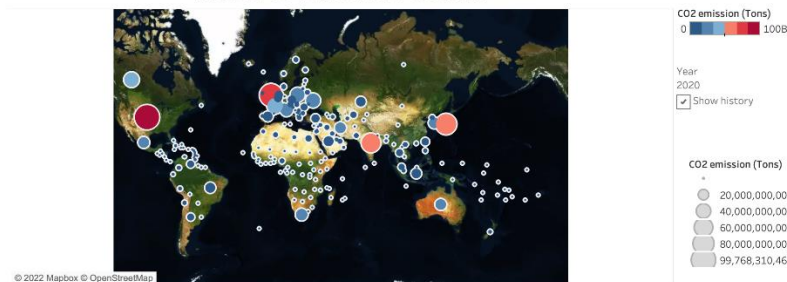 CO2 emission (Tons)
0 100B
Year
2020
Show history
CO2 emission (Tons)
20,000,000,00
40,000,000,00
60,000,000,00
80,000,000,00
99,768,310,46
© 2022 Mapbox © OpenStreetMap